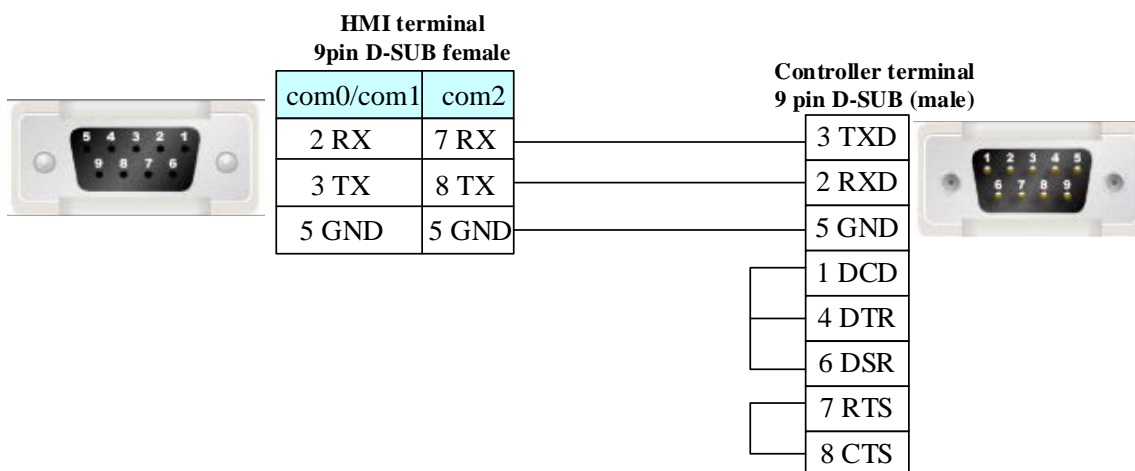 HMI terminal
9pin D-SUB female
com0/com1 com2
2 RX 7 RX
3 TX 8 TX
5 GND 5 GND
5 4 3 2 1
9 8 7 6
Controller terminal
9 pin D-SUB (male)
3 TXD
2 RXD
5 GND
1 DCD
4 DTR
6 DSR
7 RTS
8 CTS
1 2 3 4 5
6 7 8 9